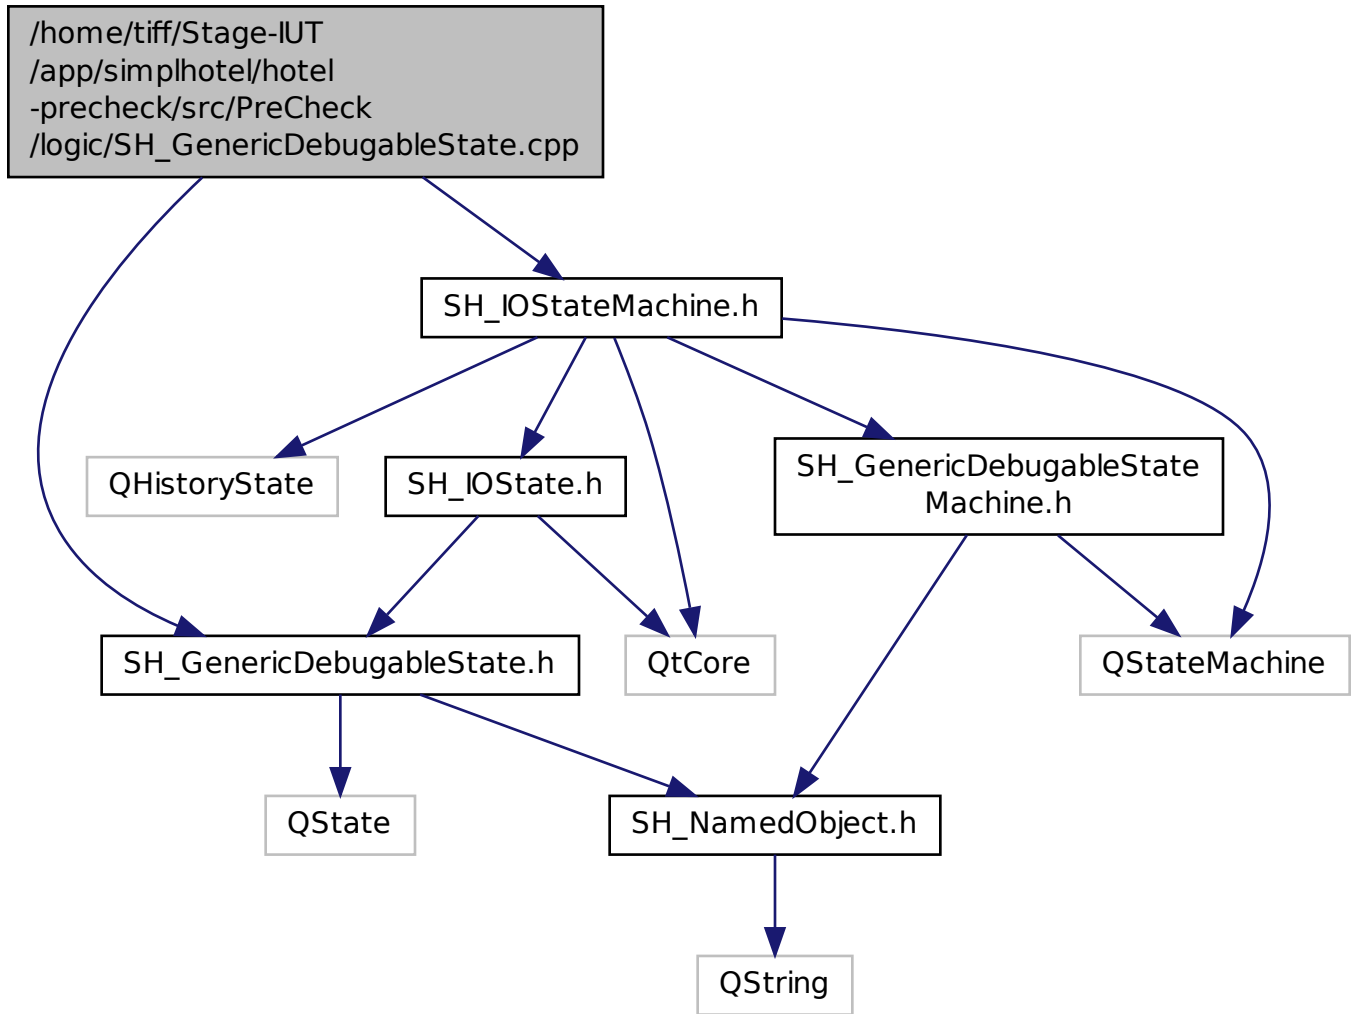 /home/tiff/Stage-IUT
/app/simplhotel/hotel
-precheck/src/PreCheck
/logic/SH_GenericDebugableState.cpp
SH_IOStateMachine.h
QHistoryState
SH_IOState.h
SH_GenericDebugableState
Machine.h
SH_GenericDebugableState.h
QtCore
QStateMachine
QState
SH_NamedObject.h
QString